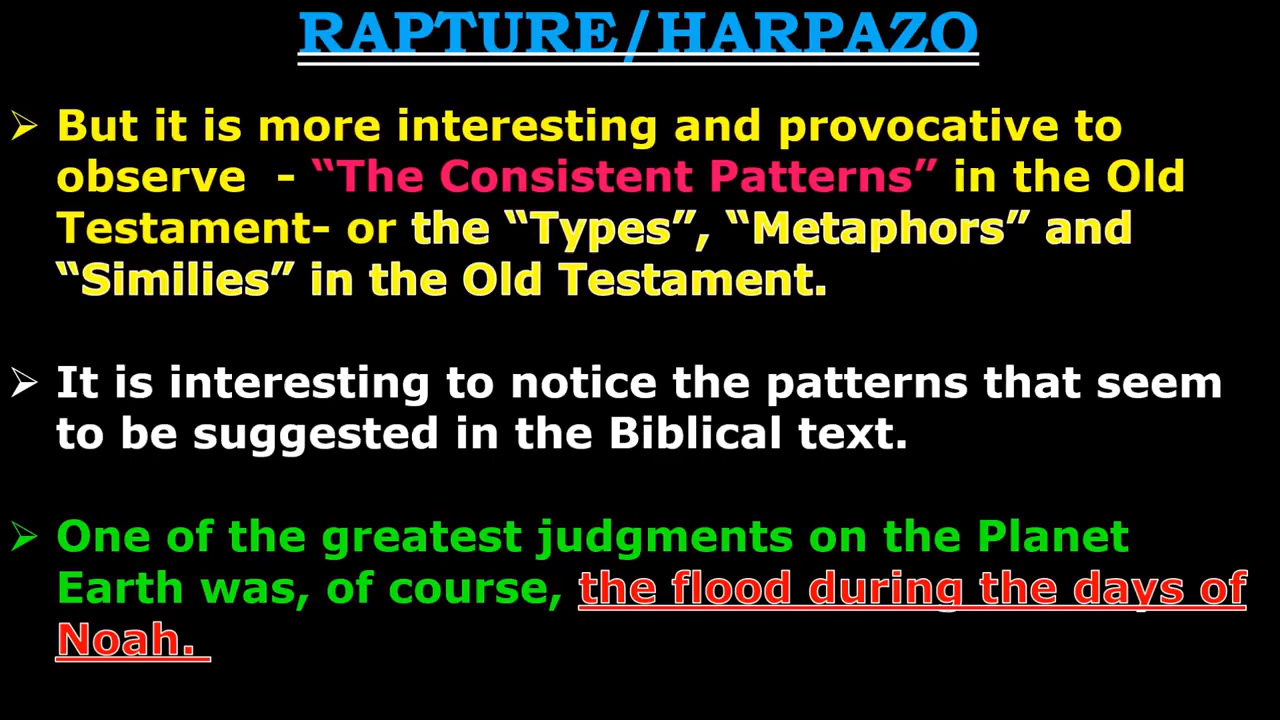 RAPTURE/HARPAZO
But it is more interesting and provocative to
observe - “The Consistent Patterns” in the Old
Testament- or the “Types”, “Metaphors” and
“Similies” in the Old Testament.
It is interesting to notice the patterns that seem
to be suggested in the Biblical text.
One of the greatest judgments on the Planet
Earth was, of course, the flood during the days of
Noah.